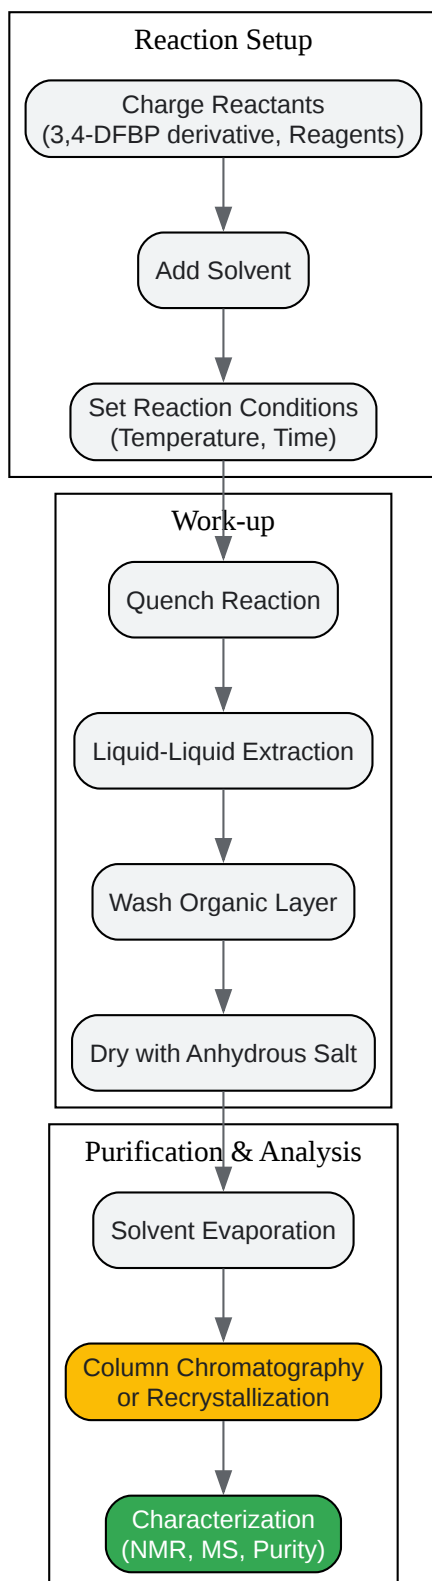 Reaction Setup
Charge Reactants
(3,4-DFBP derivative, Reagents)
Add Solvent
Set Reaction Conditions
(Temperature, Time)
Work-up
Quench Reaction
Liquid-Liquid Extraction
Wash Organic Layer
Dry with Anhydrous Salt
Purification & Analysis
Solvent Evaporation
Column Chromatography
or Recrystallization
Characterization
(NMR, MS, Purity)